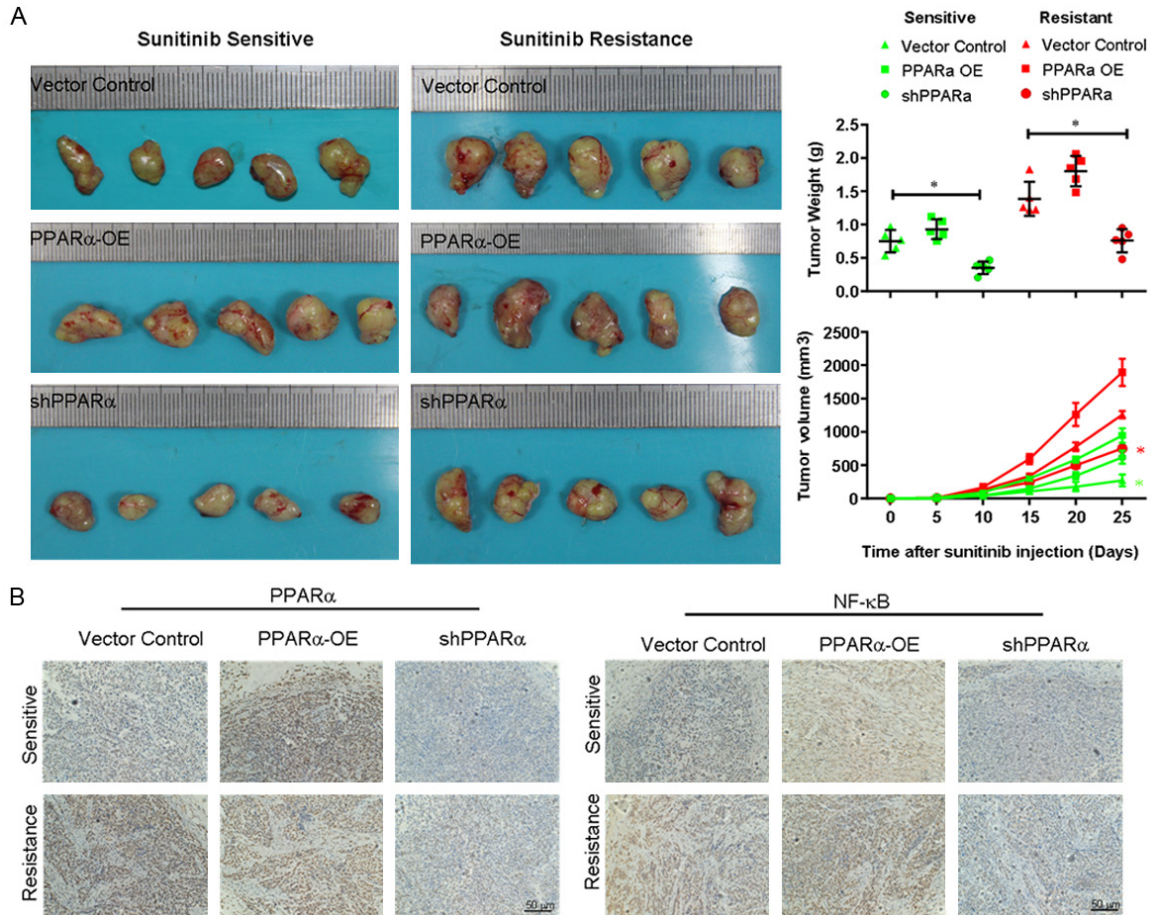 A
Sunitinib Sensitive
Sunitinib Resistance
Vector Control
Vector Control
PPARα-OE
PPARα-OE
shPPARα
shPPARα
Sensitive Resistant
Vector Control Vector Control
PPARa OE PPARa OE
shPPARa shPPARa
Tumor Weight (g)
2.5
2.0
1.5
1.0
0.5
0.0
*
*
Tumor volume (mm3)
2500
2000
1500
1000
500
0
*
*
0 5 10 15 20 25
Time after sunitinib injection (Days)
B
PPARα
NF-κB
Vector Control PPARα-OE shPPARα
Vector Control PPARα-OE shPPARα
Sensitive
Sensitive
Resistance
Resistance
50 μm
50 μm